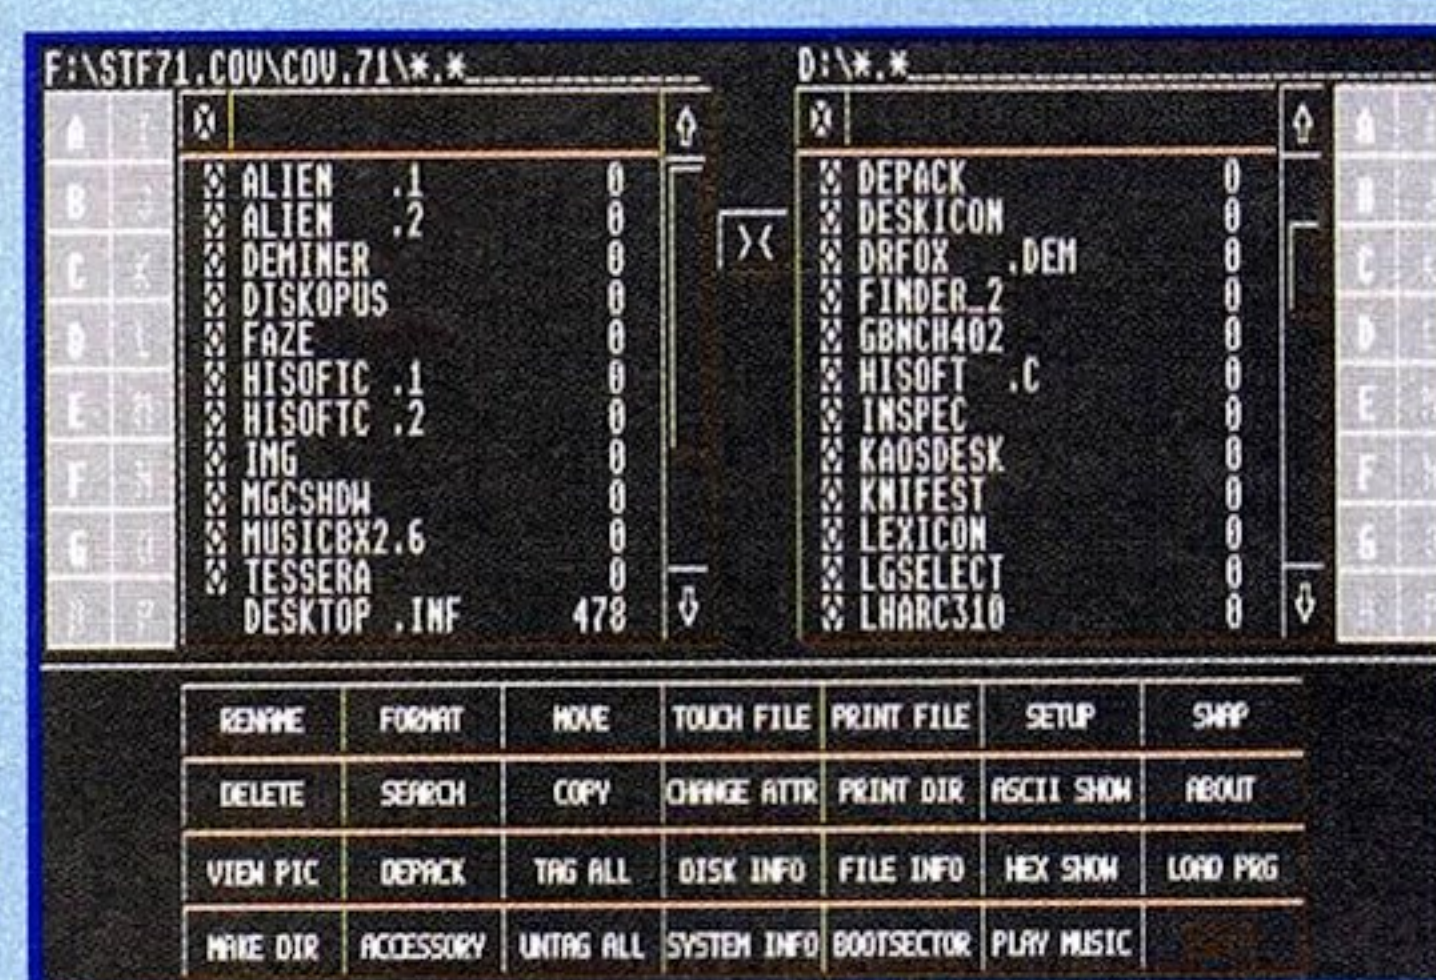 F:\STF71.COV\COV.71\*.*
A
B
C
D
E
F
G
ALIEN .1 0
ALIEN .2 0
DEMINER 0
DISKOPUS 0
FAZE 0
HISOFTC .1 0
HISOFTC .2 0
IMG 0
MGCSHDW 0
MUSICBX2.6 0
TESSERA 0
DESKTOP .INF 478
D:\*.*
DEPACK 0
DESKICON 0
DRFOX .DEM 0
FINDER_2 0
GBNCH402 0
HISOFT .C 0
INSPEC 0
KAOSDESK 0
KNIFEST 0
LEXICON 0
LGSELECT 0
LHARC310 0
A
B
C
D
E
F
G
RENAME FORMAT MOVE TOUCH FILE PRINT FILE SETUP SWAP
DELETE SEARCH COPY CHANGE ATTR PRINT DIR ASCII SHOW ABOUT
VIEW PIC DEPACK TAG ALL DISK INFO FILE INFO HEX SHOW LOAD PRG
MAKE DIR ACCESSORY UNTAG ALL SYSTEM INFO BOOTSECTOR PLAY MUSIC